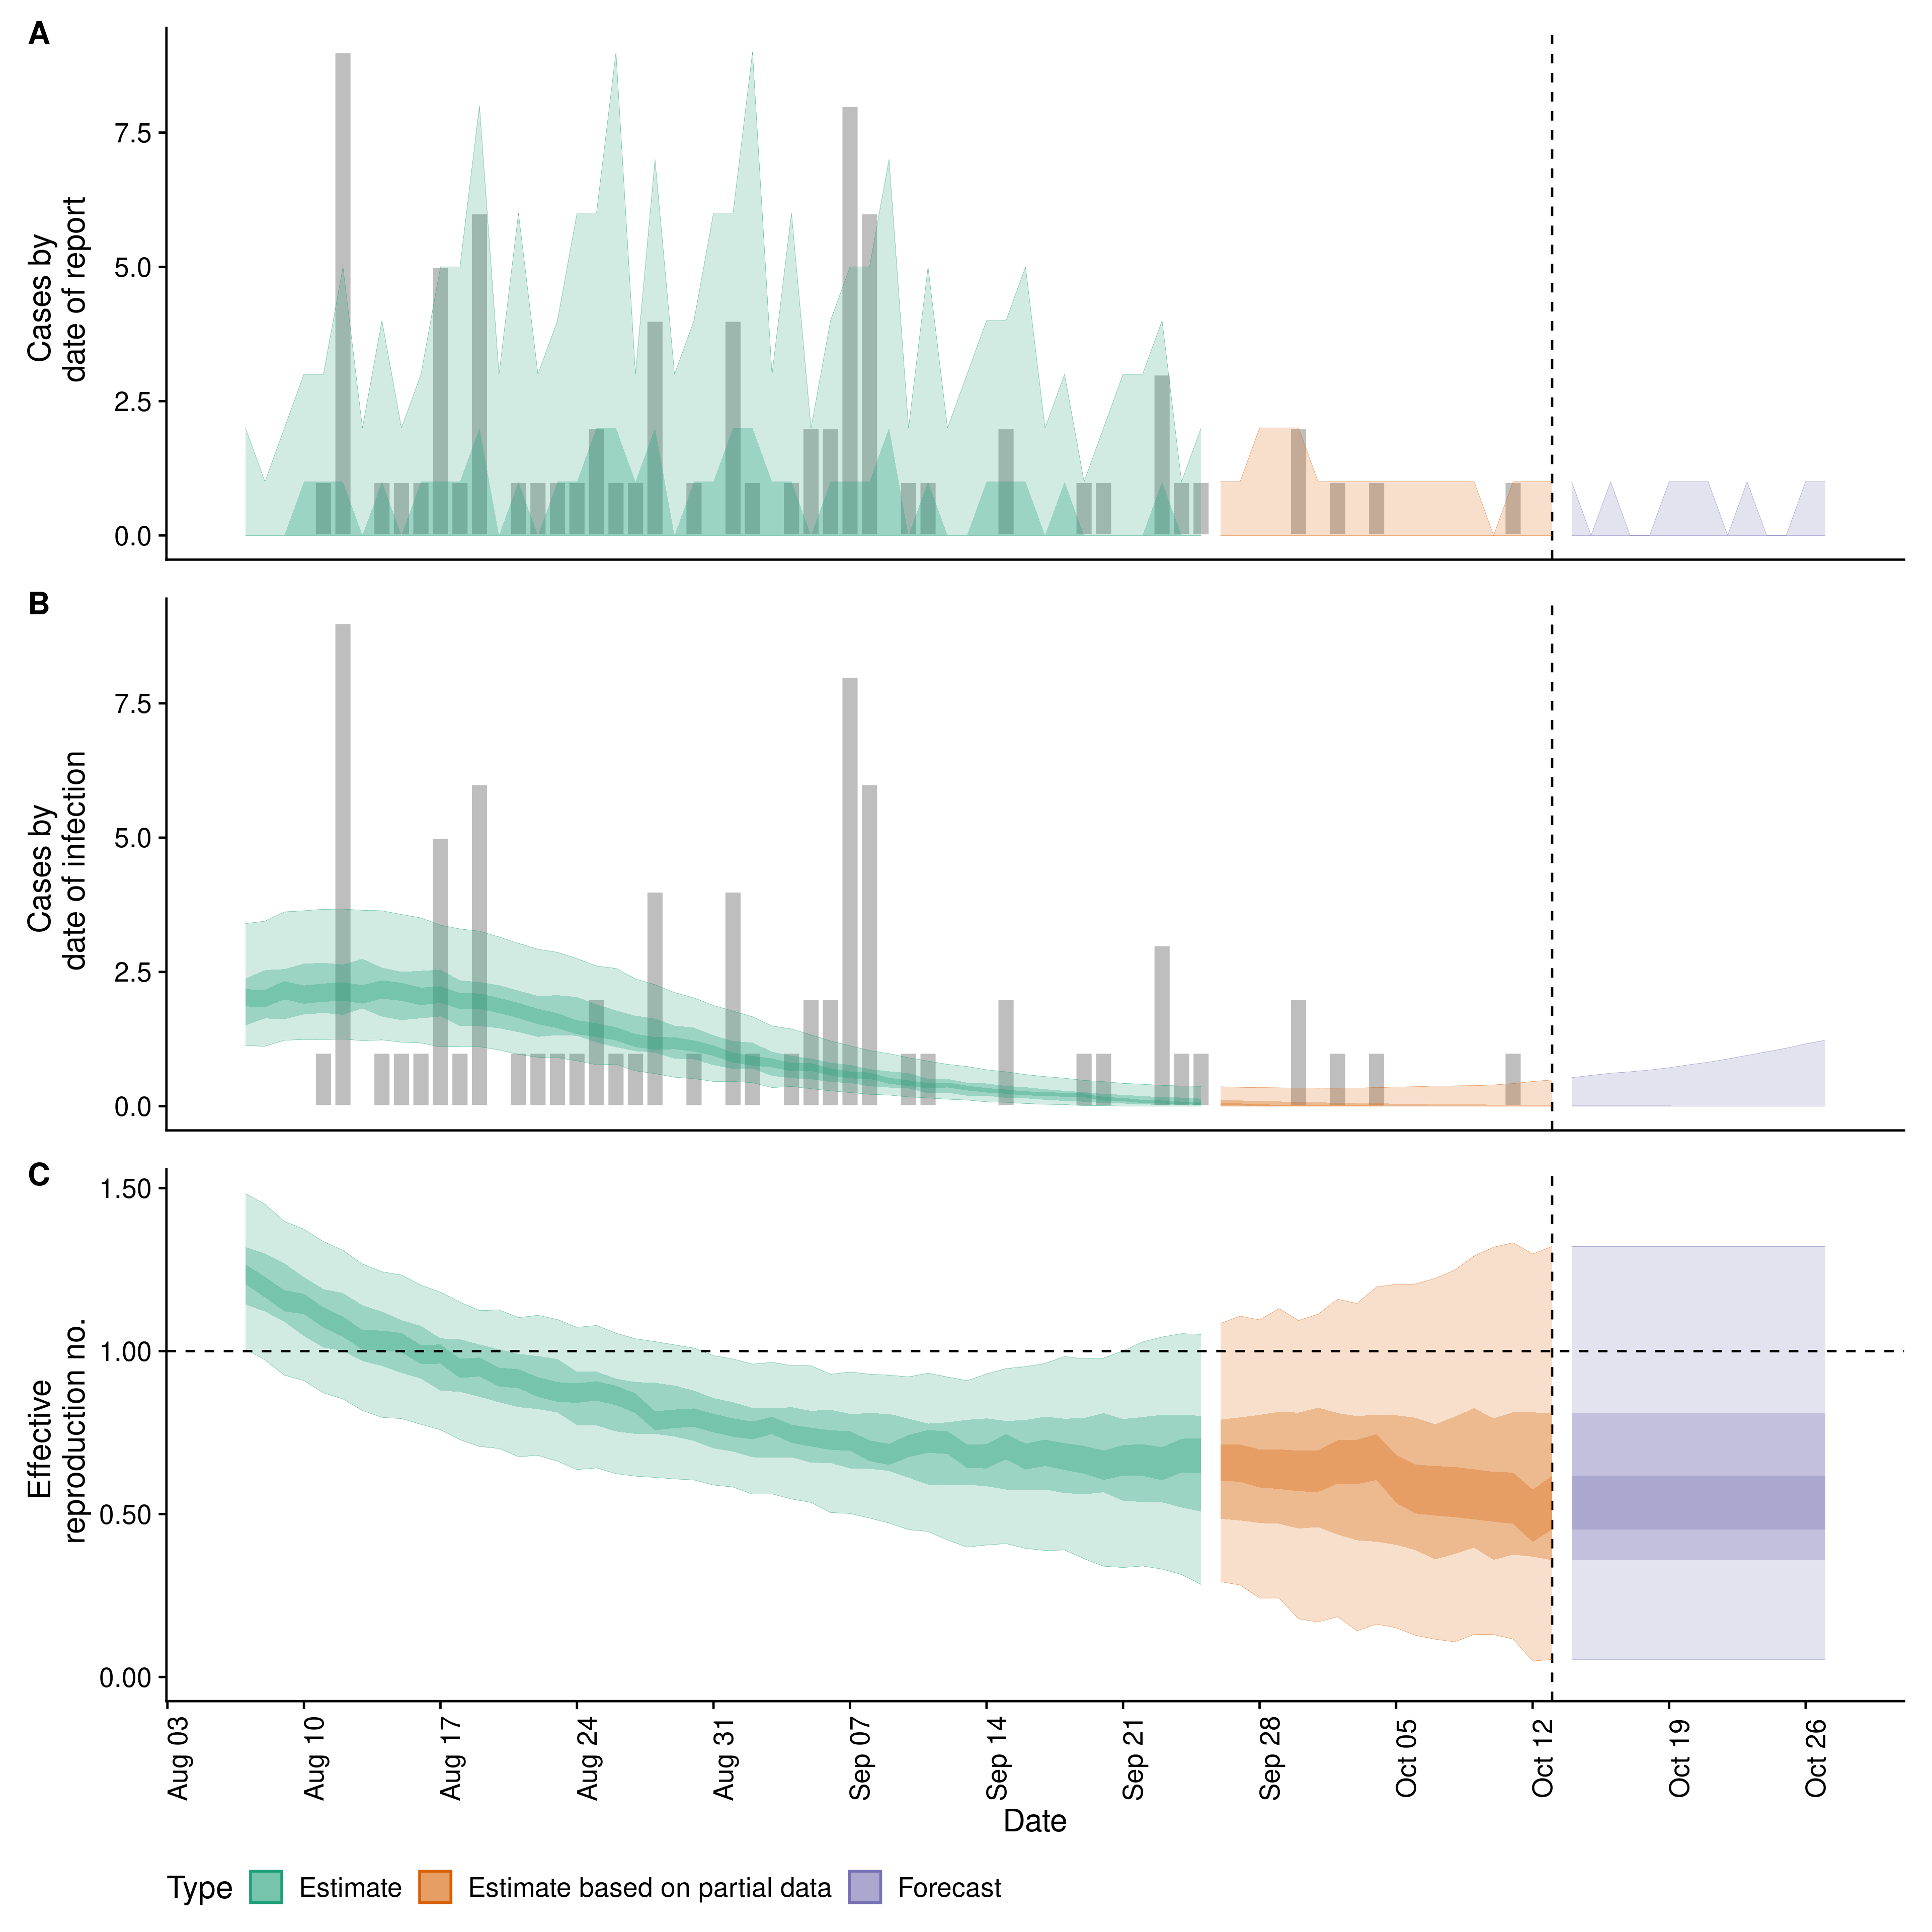 A
Cases by
date of report
7.5
5.0
2.5
0.0
B
Cases by
date of infection
7.5
5.0
2.5
0.0
C
Effective
reproduction no.
1.50
1.00
0.50
0.00
Aug 03
Aug 10
Aug 17
Aug 24
Aug 31
Sep 07
Sep 14
Sep 21
Sep 28
Oct 05
Oct 12
Oct 19
Oct 26
Date
Type Estimate Estimate based on partial data Forecast